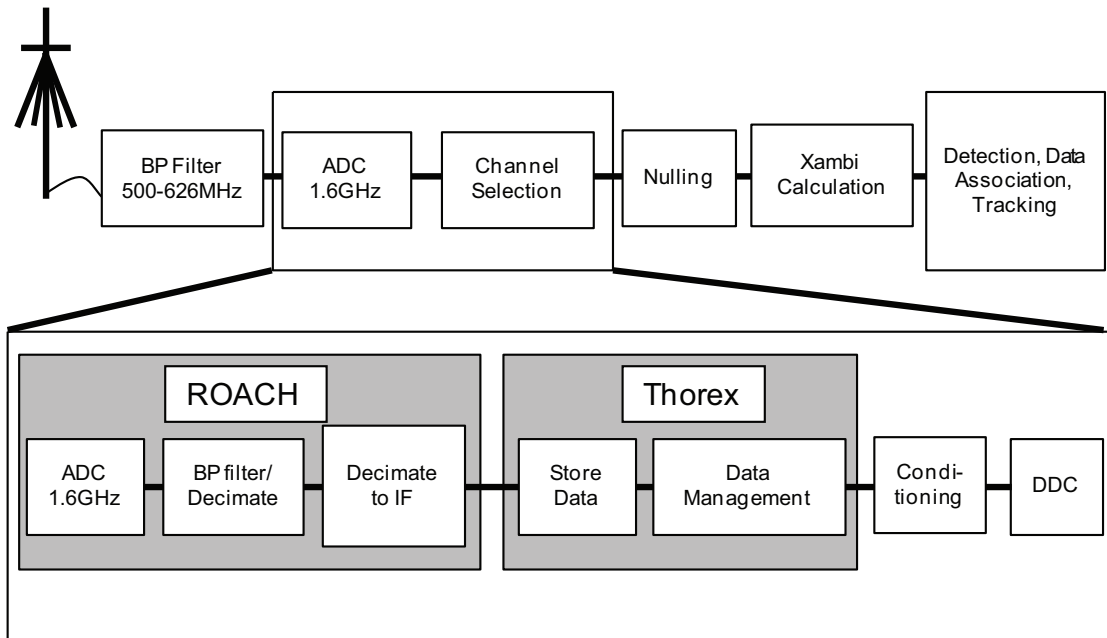 BP Filter
500-626MHz
ADC
1.6GHz
Channel
Selection
Nulling
Xambi
Calculation
Detection, Data
Association,
Tracking
ROACH
ADC
1.6GHz
BP filter/
Decimate
Decimate
to IF
Thorex
Store
Data
Data
Management
Condi-
tioning
DDC